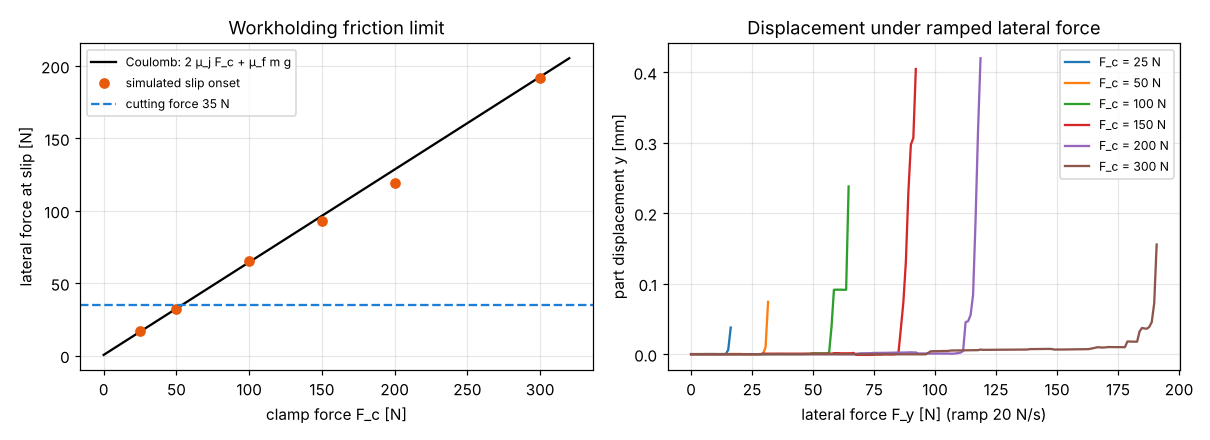 Workholding friction limit
Coulomb: 2 μ_j F_c + μ_f m g
simulated slip onset
cutting force 35 N
lateral force at slip [N]
200
150
100
50
0
0 50 100 150 200 250 300
clamp force F_c [N]
Displacement under ramped lateral force
F_c = 25 N
F_c = 50 N
F_c = 100 N
F_c = 150 N
F_c = 200 N
F_c = 300 N
part displacement y [mm]
0.4
0.3
0.2
0.1
0.0
0 25 50 75 100 125 150 175 200
lateral force F_y [N] (ramp 20 N/s)